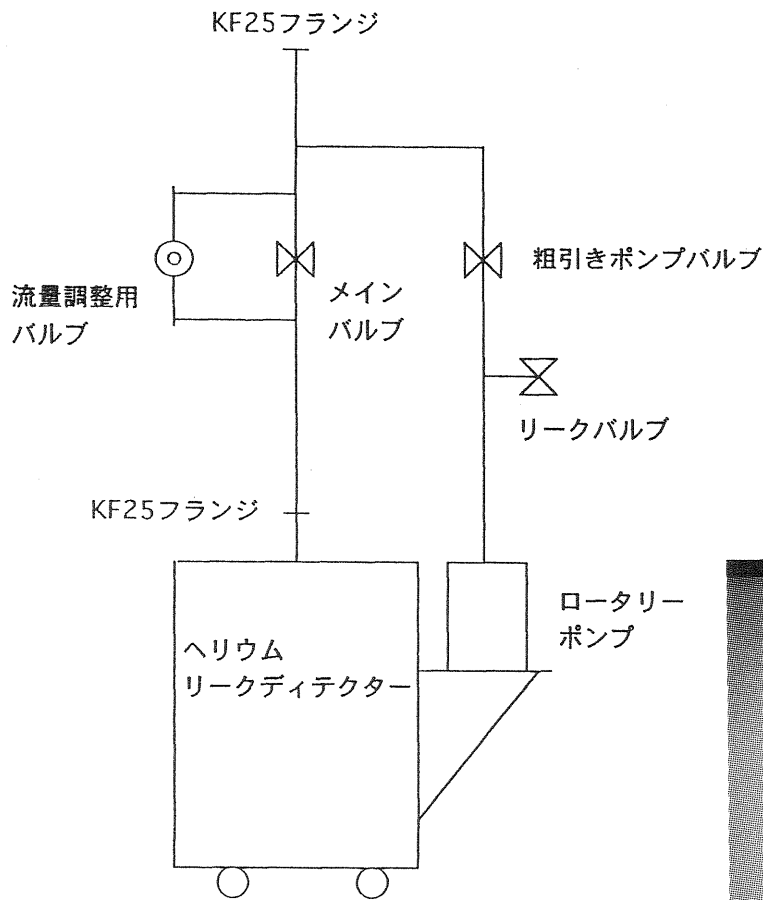 KF25フランジ
粗引きポンプバルブ
流量調整用
バルブ
メイン
バルブ
リークバルブ
KF25フランジ
ロータリー
ポンプ
ヘリウム
リークディテクター